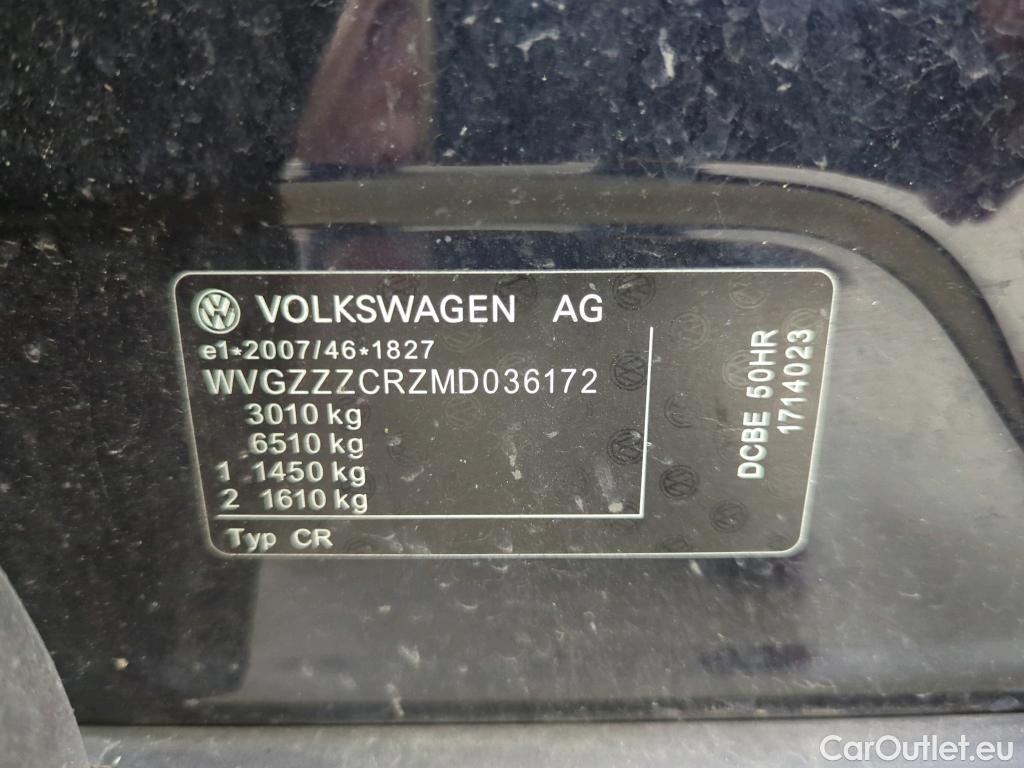 VOLKSWAGEN AG
e1*2007/46*1827
WVGZZZCRZMD036172
3010 kg
6510 kg
1 1450 kg
2 1610 kg
Typ CR
DCBE 50HR
1714023
CarOutlet.eu